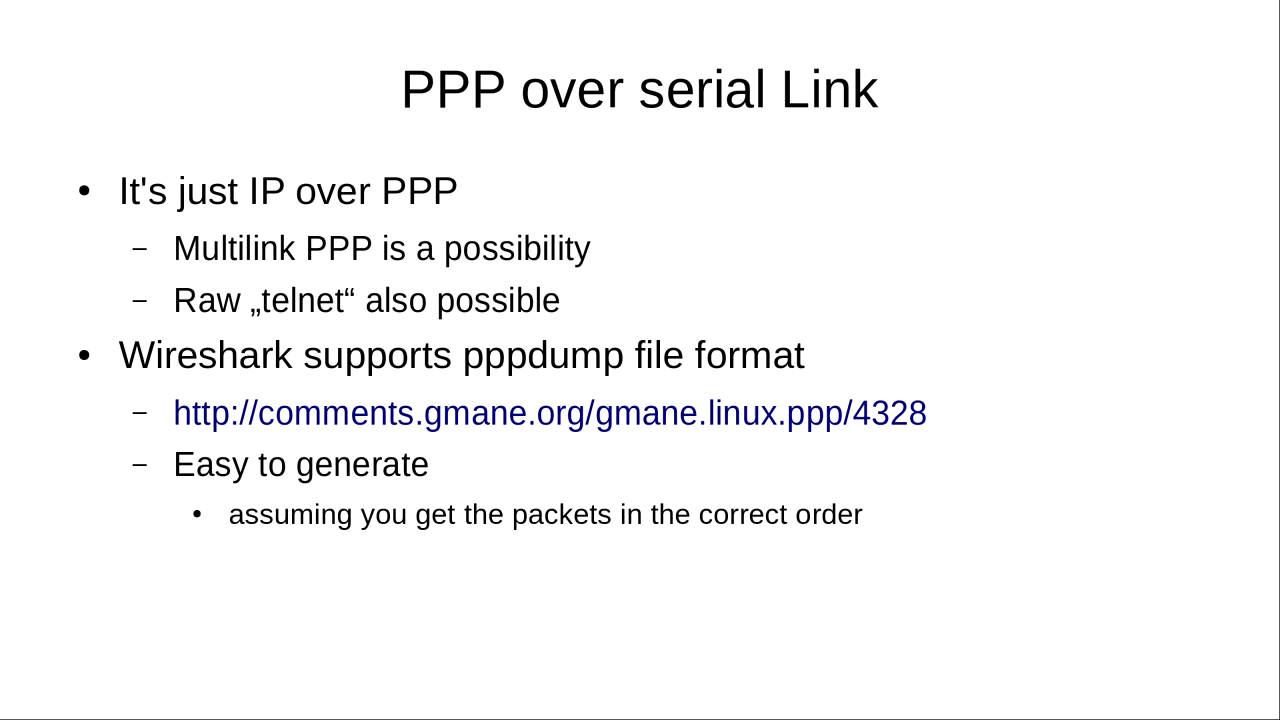 PPP over serial Link
• It's just IP over PPP
– Multilink PPP is a possibility
– Raw „telnet“ also possible
• Wireshark supports pppdump file format
– http://comments.gmane.org/gmane.linux.ppp/4328
– Easy to generate
• assuming you get the packets in the correct order